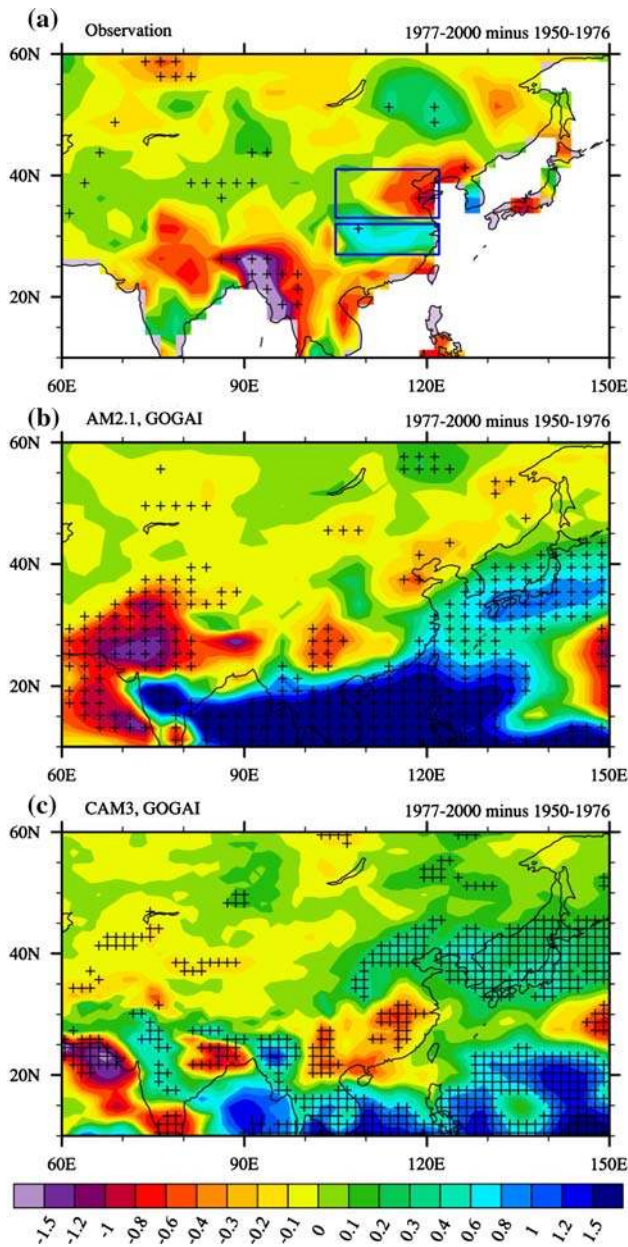 (a) Observation 1977-2000 minus 1950-1976
60N
40N
20N
60E 90E 120E 150E
(b) AM2.1, GOGAI 1977-2000 minus 1950-1976
60N
40N
20N
60E 90E 120E 150E
(c) CAM3, GOGAI 1977-2000 minus 1950-1976
60N
40N
20N
60E 90E 120E 150E
-1.5 -1.2 -1 -0.8 -0.6 -0.4 -0.3 -0.2 -0.1 0 0.1 0.2 0.3 0.4 0.6 0.8 1 1.2 1.5